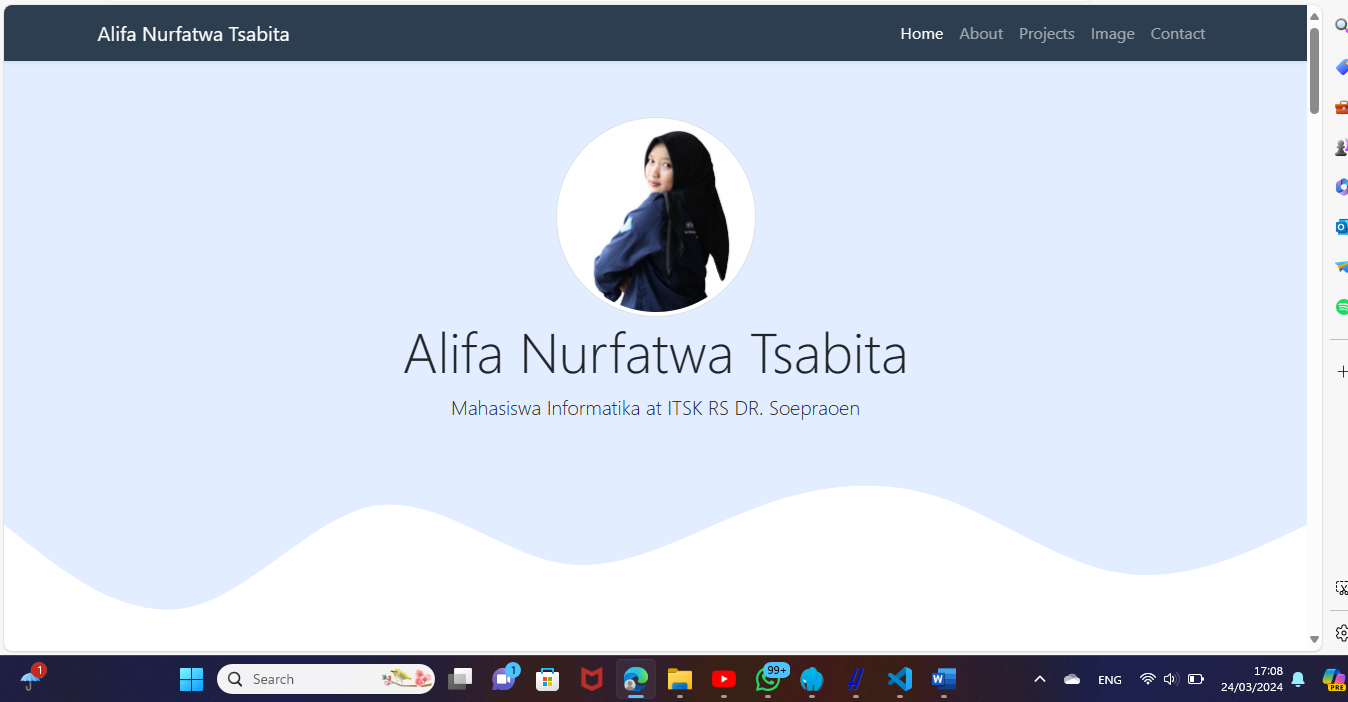 Alifa Nurfatwa Tsabita
Home About Projects Image Contact
Alifa Nurfatwa Tsabita
Mahasiswa Informatika at ITSK RS DR. Soepraoen
1
Search
1
99+
W
ENG
17:08
24/03/2024
PRE